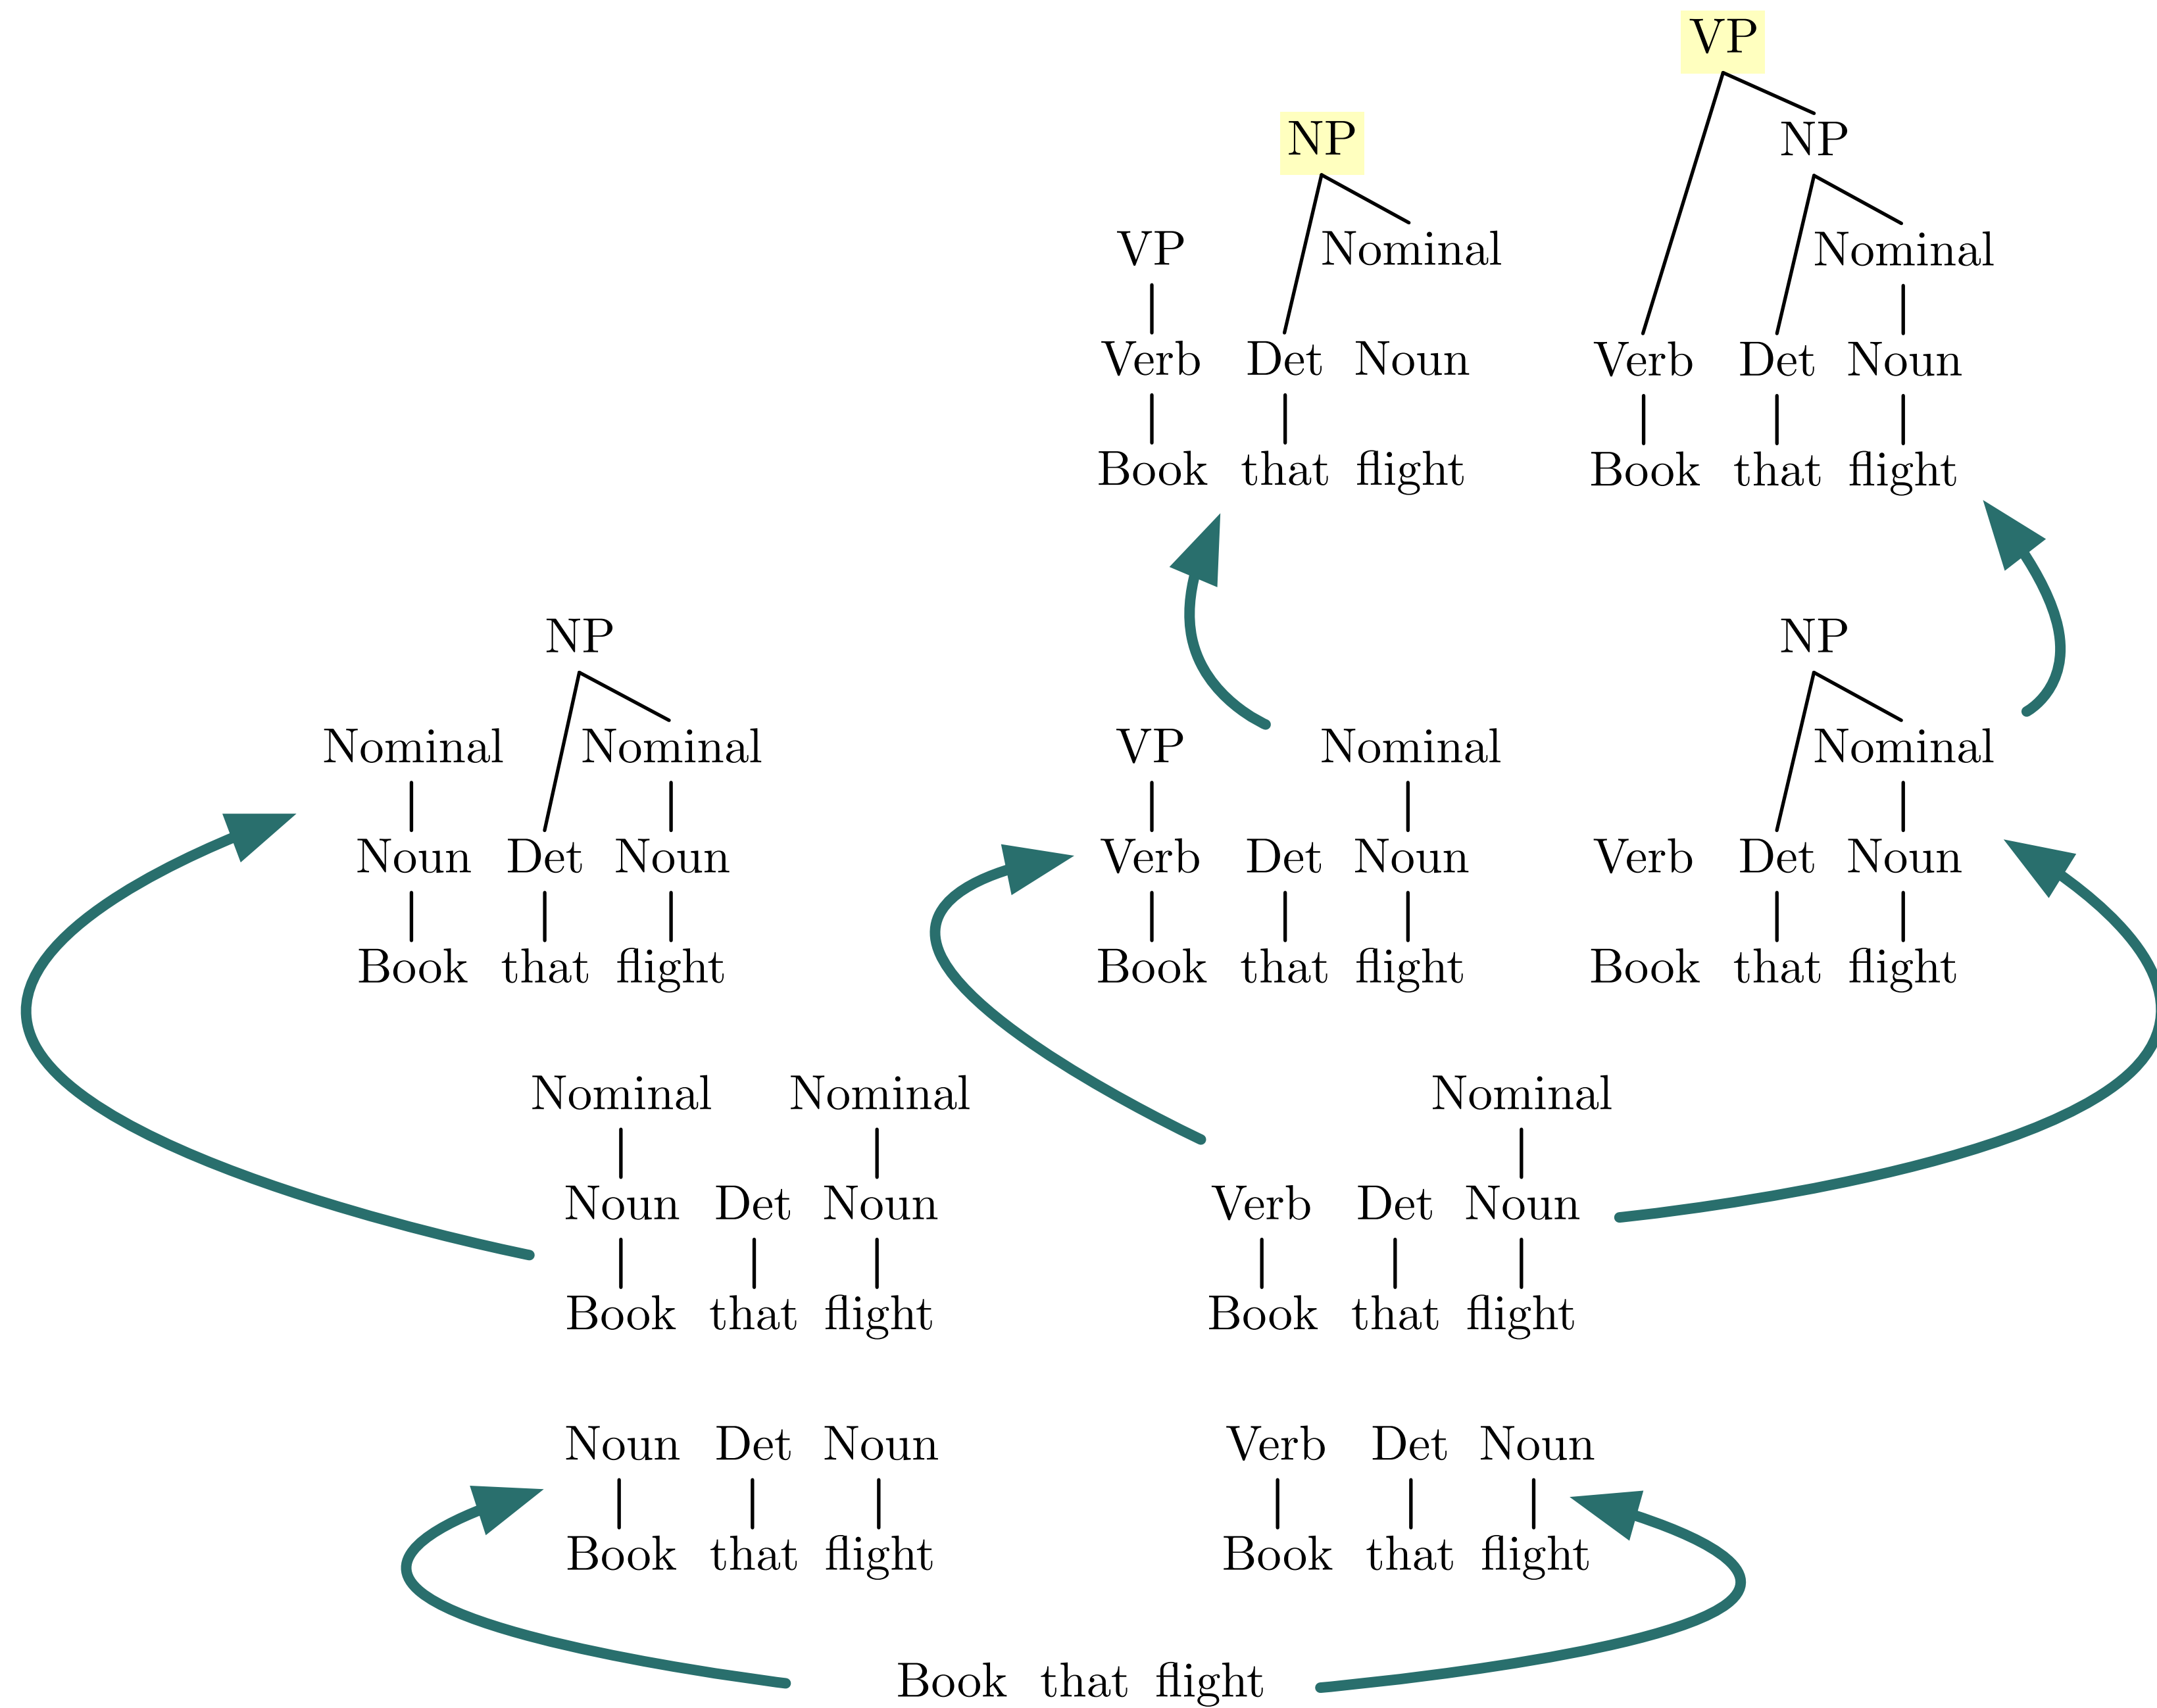 VP
NP NP
VP Nominal Nominal
Verb Det Noun Verb Det Noun
Book that flight Book that flight
NP NP
Nominal Nominal VP Nominal Nominal
Noun Det Noun Verb Det Noun Verb Det Noun
Book that flight Book that flight Book that flight
Nominal Nominal Nominal
Noun Det Noun Verb Det Noun
Book that flight Book that flight
Noun Det Noun Verb Det Noun
Book that flight Book that flight
Book that flight